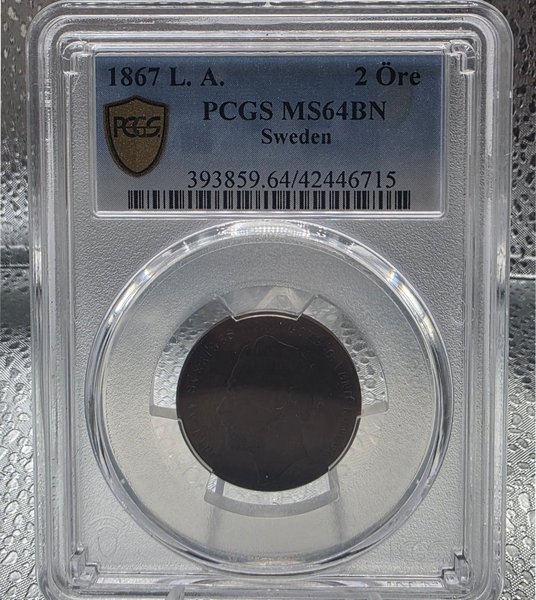 1867 L. A. 2 Öre
PCGS MS64BN
PCGS
Sweden
393859.64/42446715